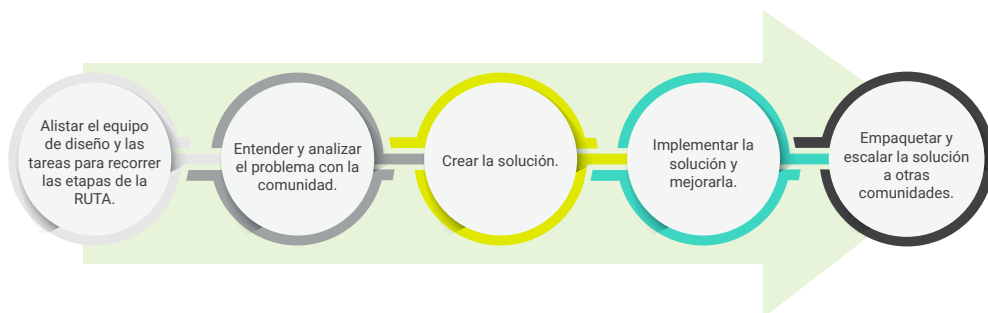 Alistar el equipo
de diseño y las
tareas para recorrer
las etapas de la
RUTA.
Entender y analizar
el problema con la
comunidad.
Crear la solución.
Implementar la
solución y
mejorarla.
Empaquetar y
escalar la solución
a otras
comunidades.